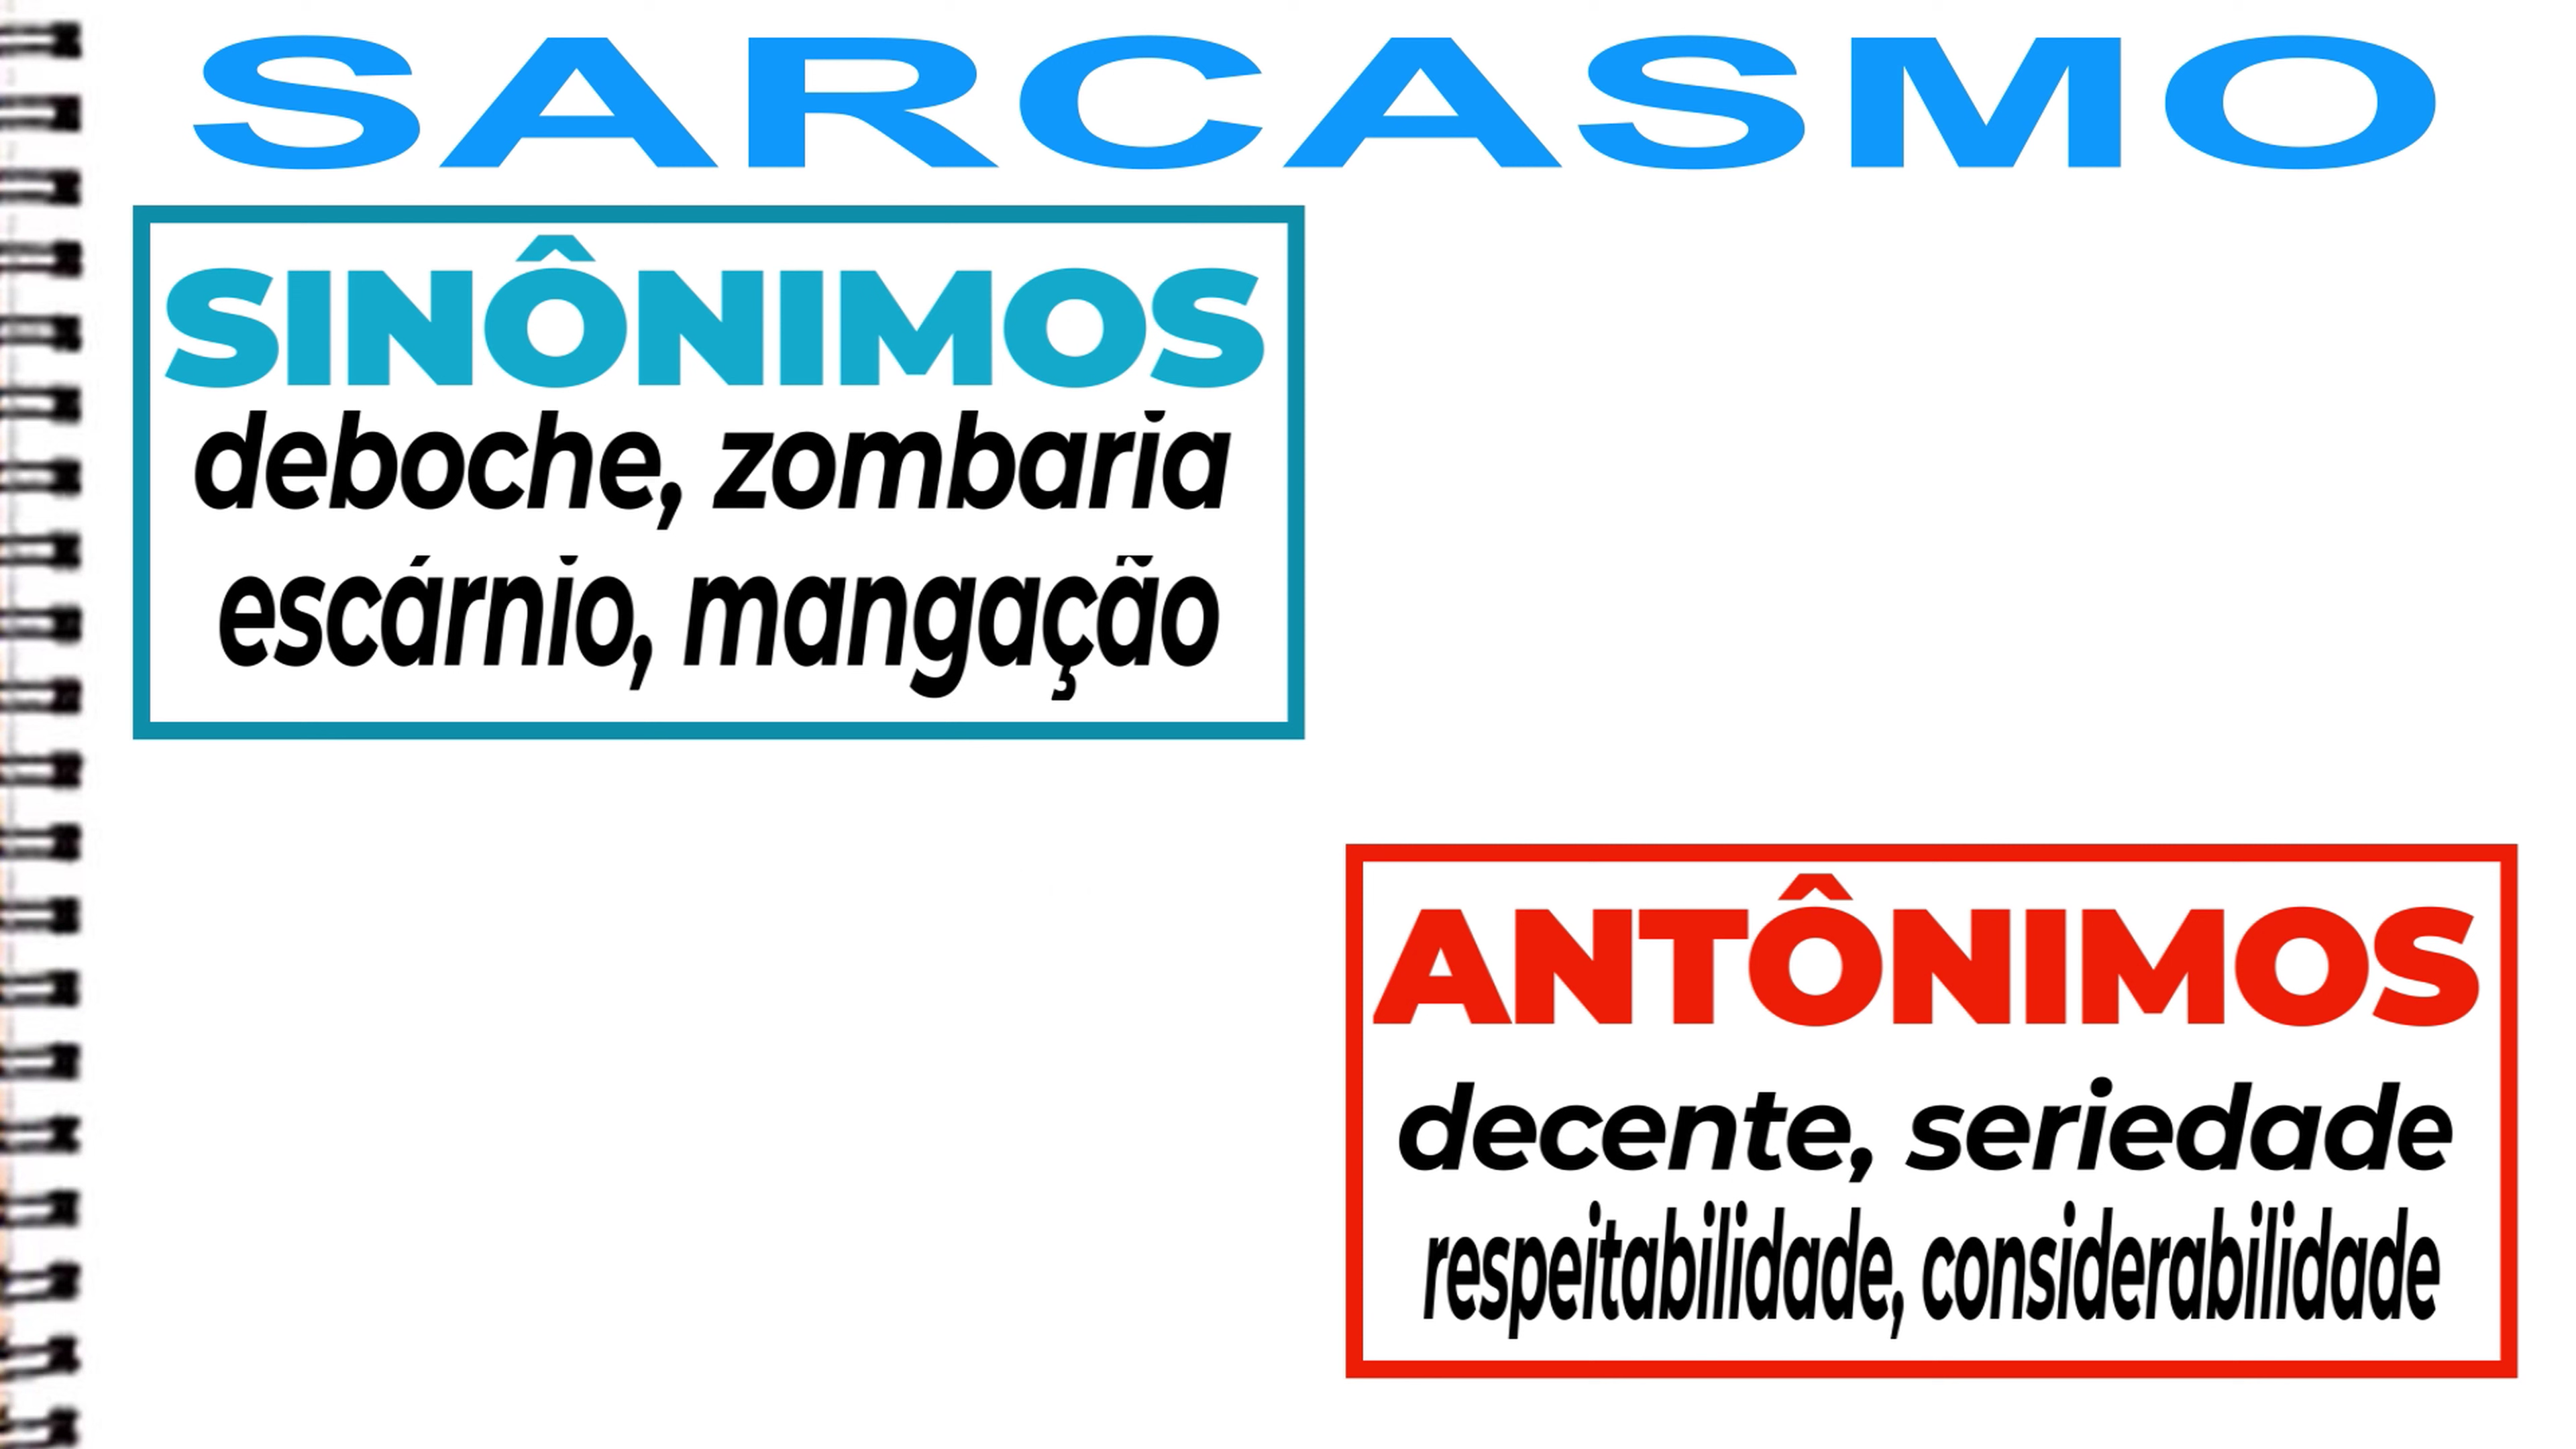 SARCASMO
SINÔNIMOS
deboche, zombaria
escárnio, mangação
ANTÔNIMOS
decente, seriedade
respeitabilidade, considerabilidade